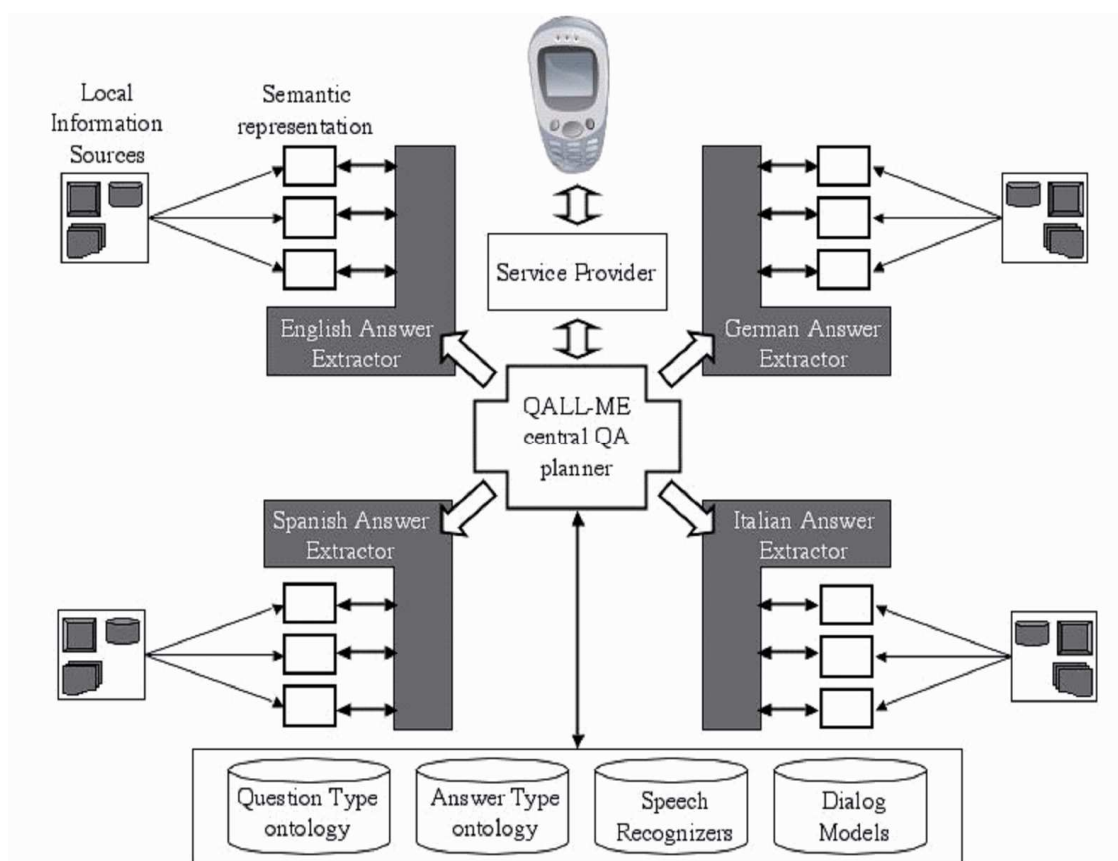 Local
Information
Sources
Semantic
representation
Service Provider
English Answer
Extractor
German Answer
Extractor
QALL-ME
central QA
planner
Spanish Answer
Extractor
Italian Answer
Extractor
Question Type
ontology
Answer Type
ontology
Speech
Recognizers
Dialog
Models